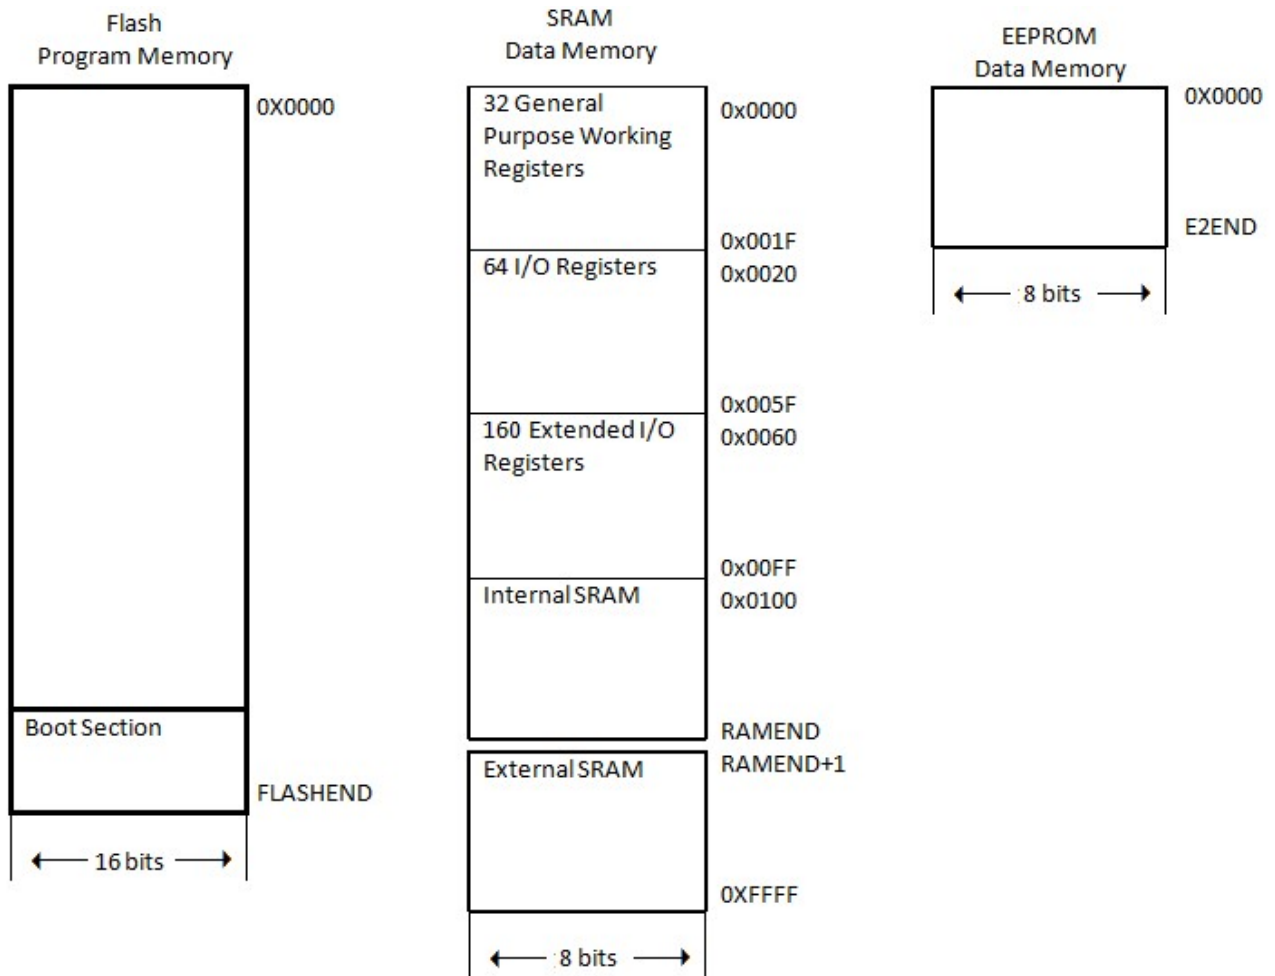 Flash
Program Memory
0X0000
Boot Section
FLASHEND
16 bits
SRAM
Data Memory
32 General
Purpose Working
Registers
0x0000
0x001F
64 I/O Registers
0x0020
0x005F
160 Extended I/O
Registers
0x0060
0x00FF
Internal SRAM
0x0100
RAMEND
External SRAM
RAMEND+1
0XFFFF
8 bits
EEPROM
Data Memory
0X0000
E2END
8 bits